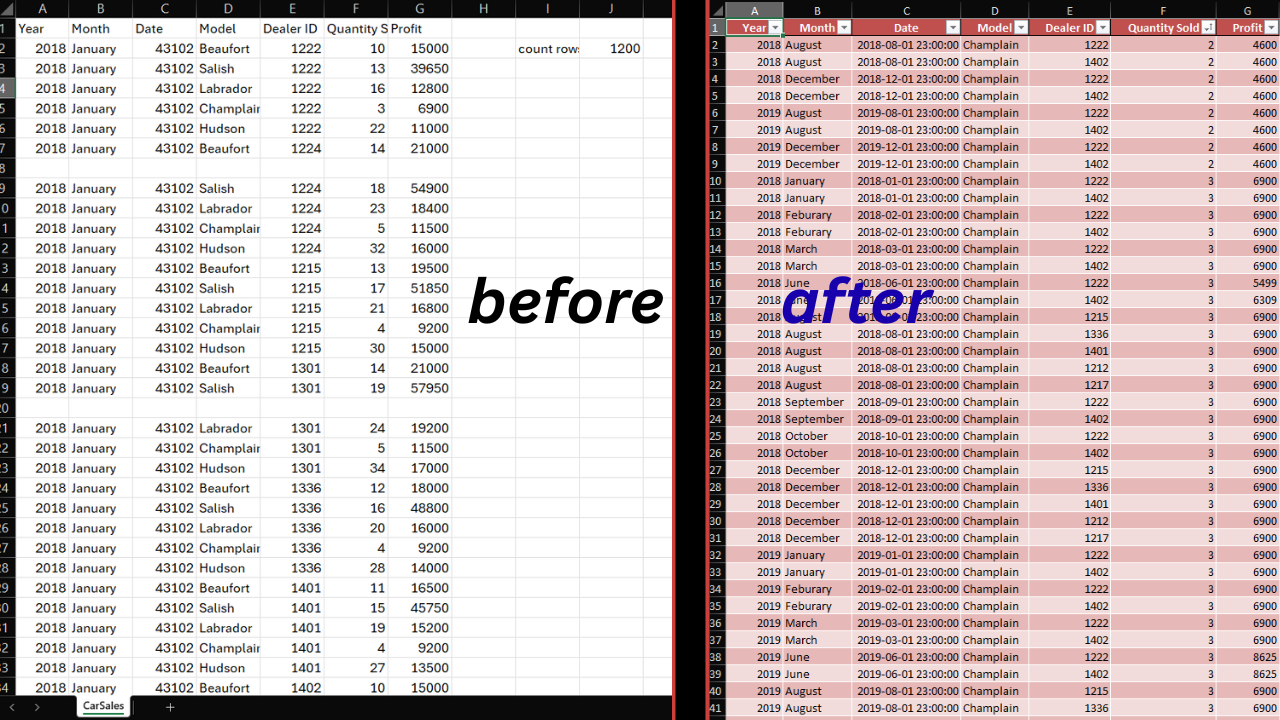 A B C D E F G H I J
1 Year Month Date Model Dealer ID Quantity S Profit
2 2018 January 43102 Beaufort 1222 10 15000 count row 1200
3 2018 January 43102 Salish 1222 13 39650
4 2018 January 43102 Labrador 1222 16 12800
5 2018 January 43102 Champlai 1222 3 6900
6 2018 January 43102 Hudson 1222 22 11000
7 2018 January 43102 Beaufort 1224 14 21000
8
9 2018 January 43102 Salish 1224 18 54900
0 2018 January 43102 Labrador 1224 23 18400
1 2018 January 43102 Champlai 1224 5 11500
2 2018 January 43102 Hudson 1224 32 16000
3 2018 January 43102 Beaufort 1215 13 19500
4 2018 January 43102 Salish 1215 17 51850
5 2018 January 43102 Labrador 1215 21 16800
6 2018 January 43102 Champlai 1215 4 9200
7 2018 January 43102 Hudson 1215 30 15000
8 2018 January 43102 Beaufort 1301 14 21000
9 2018 January 43102 Salish 1301 19 57950
20
21 2018 January 43102 Labrador 1301 24 19200
22 2018 January 43102 Champlai 1301 5 11500
23 2018 January 43102 Hudson 1301 34 17000
24 2018 January 43102 Beaufort 1336 12 18000
25 2018 January 43102 Salish 1336 16 48800
26 2018 January 43102 Labrador 1336 20 16000
27 2018 January 43102 Champlai 1336 4 9200
28 2018 January 43102 Hudson 1336 28 14000
29 2018 January 43102 Beaufort 1401 11 16500
30 2018 January 43102 Salish 1401 15 45750
31 2018 January 43102 Labrador 1401 19 15200
32 2018 January 43102 Champlai 1401 4 9200
33 2018 January 43102 Hudson 1401 27 13500
34 2018 January 43102 Beaufort 1402 10 15000
CarSales
before
A B C D E F G
1 Year Month Date Model Dealer ID Quantity Sold Profit
2 2018 August 2018-08-01 23:00:00 Champlain 1222 2 4600
3 2018 August 2018-08-01 23:00:00 Champlain 1402 2 4600
4 2018 December 2018-12-01 23:00:00 Champlain 1222 2 4600
5 2018 December 2018-12-01 23:00:00 Champlain 1402 2 4600
6 2019 August 2019-08-01 23:00:00 Champlain 1222 2 4600
7 2019 August 2019-08-01 23:00:00 Champlain 1402 2 4600
8 2019 December 2019-12-01 23:00:00 Champlain 1222 2 4600
9 2019 December 2019-12-01 23:00:00 Champlain 1402 2 4600
10 2018 January 2018-01-01 23:00:00 Champlain 1222 3 6900
11 2018 January 2018-01-01 23:00:00 Champlain 1402 3 6900
12 2018 Feburary 2018-02-01 23:00:00 Champlain 1222 3 6900
13 2018 Feburary 2018-02-01 23:00:00 Champlain 1402 3 6900
14 2018 March 2018-03-01 23:00:00 Champlain 1222 3 6900
15 2018 March 2018-03-01 23:00:00 Champlain 1402 3 6900
16 2018 June 2018-06-01 23:00:00 Champlain 1222 3 5499
17 2018 23:00:00 Champlain 1402 3 6309
18 2018 23:00:00 Champlain 1215 3 6900
19 2018 August 2018-08-01 23:00:00 Champlain 1336 3 6900
20 2018 August 2018-08-01 23:00:00 Champlain 1401 3 6900
21 2018 August 2018-08-01 23:00:00 Champlain 1212 3 6900
22 2018 August 2018-08-01 23:00:00 Champlain 1217 3 6900
23 2018 September 2018-09-01 23:00:00 Champlain 1222 3 6900
24 2018 September 2018-09-01 23:00:00 Champlain 1402 3 6900
25 2018 October 2018-10-01 23:00:00 Champlain 1222 3 6900
26 2018 October 2018-10-01 23:00:00 Champlain 1402 3 6900
27 2018 December 2018-12-01 23:00:00 Champlain 1215 3 6900
28 2018 December 2018-12-01 23:00:00 Champlain 1336 3 6900
29 2018 December 2018-12-01 23:00:00 Champlain 1401 3 6900
30 2018 December 2018-12-01 23:00:00 Champlain 1212 3 6900
31 2018 December 2018-12-01 23:00:00 Champlain 1217 3 6900
32 2019 January 2019-01-01 23:00:00 Champlain 1222 3 6900
33 2019 January 2019-01-01 23:00:00 Champlain 1402 3 6900
34 2019 Feburary 2019-02-01 23:00:00 Champlain 1222 3 6900
35 2019 Feburary 2019-02-01 23:00:00 Champlain 1402 3 6900
36 2019 March 2019-03-01 23:00:00 Champlain 1222 3 6900
37 2019 March 2019-03-01 23:00:00 Champlain 1402 3 6900
38 2019 June 2019-06-01 23:00:00 Champlain 1222 3 8625
39 2019 June 2019-06-01 23:00:00 Champlain 1402 3 8625
40 2019 August 2019-08-01 23:00:00 Champlain 1215 3 6900
41 2019 August 2019-08-01 23:00:00 Champlain 1336 3 6900
after